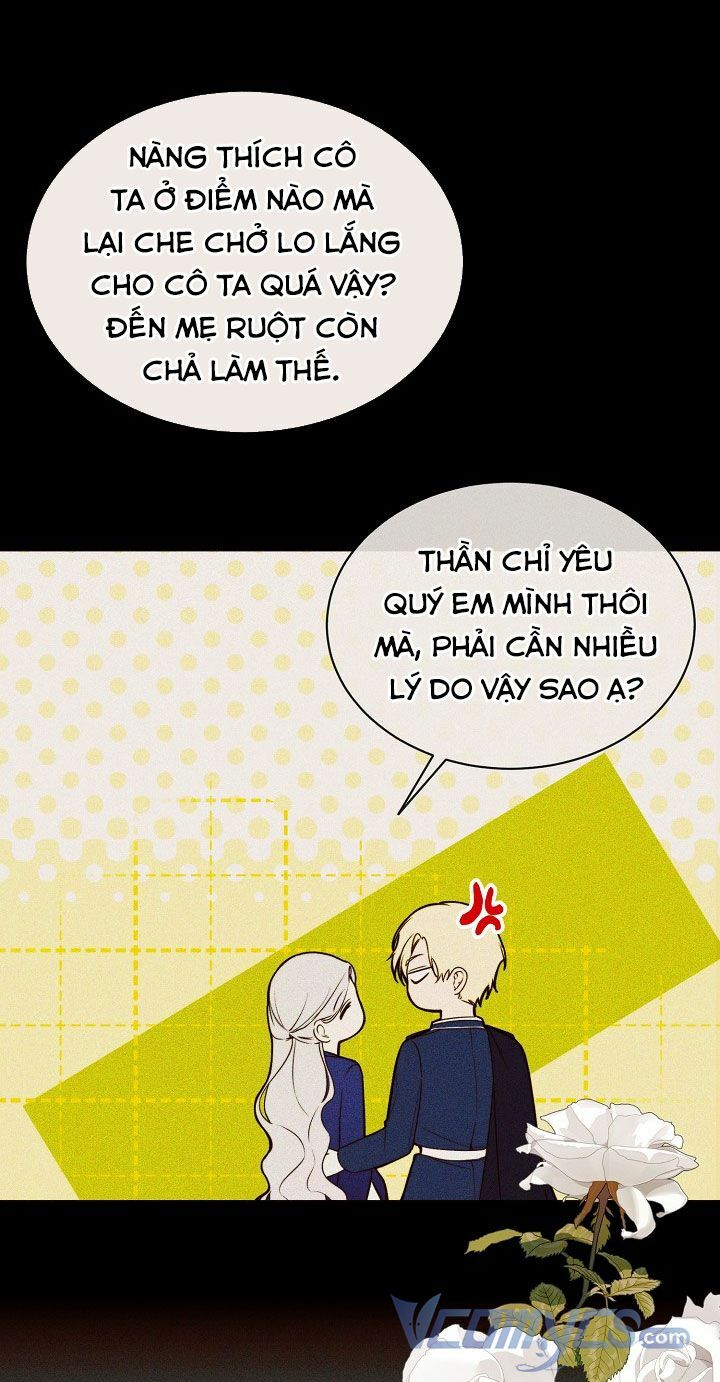 NÀNG THÍCH CÔ
TA Ở ĐIỂM NÀO MÀ
LẠI CHE CHỞ LO LẮNG
CHO CÔ TA QUÁ VẬY?
ĐẾN MẸ RUỘT CÒN
CHẢ LÀM THẾ.
THẦN CHỈ YÊU
QUÝ EM MÌNH THÔI
MÀ, PHẢI CẦN NHIỀU
LÝ DO VẬY SAO Ạ?
.com